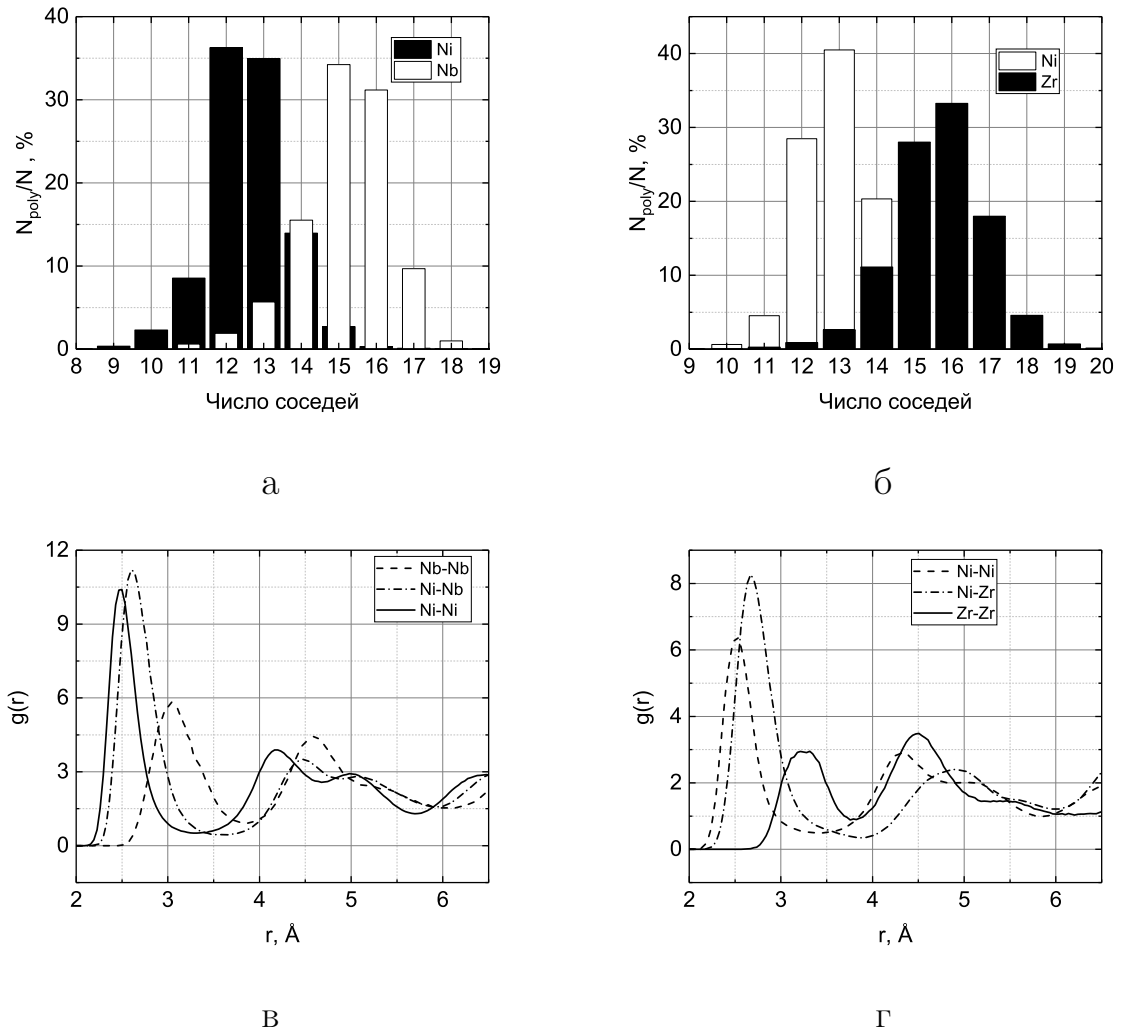 40
30
20
10
0
N_poly/N , %
Ni
Nb
8 9 10 11 12 13 14 15 16 17 18 19
Число соседей
а
40
30
20
10
0
N_poly/N, %
Ni
Zr
10 11 12 13 14 15 16 17 18 19 20
Число соседей
б
12
9
6
3
0
g(r)
Nb-Nb
Ni-Nb
Ni-Ni
2 3 4 5 6
r, Å
в
8
6
4
2
0
g(r)
Ni-Ni
Ni-Zr
Zr-Zr
2 3 4 5 6
r, Å
г